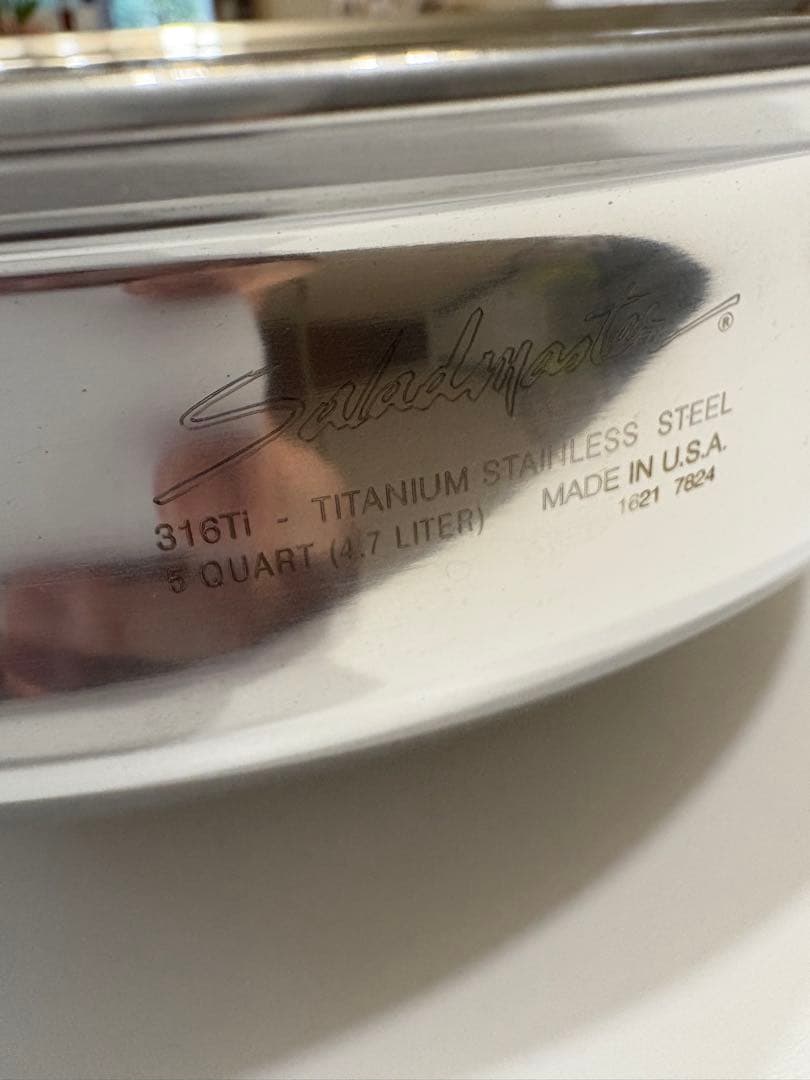 Saladmaster®
316Ti - TITANIUM STAINLESS STEEL
5 QUART (4.7 LITER) MADE IN U.S.A.
1621 7824